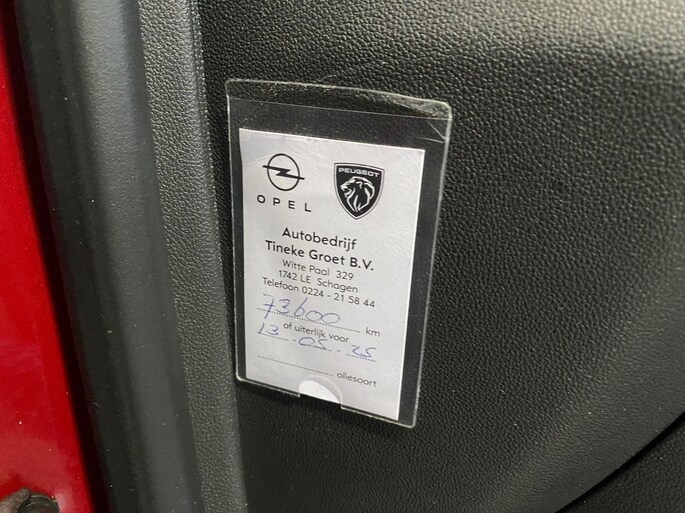 OPEL
PEUGEOT
Autobedrijf
Tineke Groet B.V.
Witte Paal 329
1742 LE Schagen
Telefoon 0224 - 21 58 44
73600 km
of uiterlijk voor
13-05-25
oliesoort